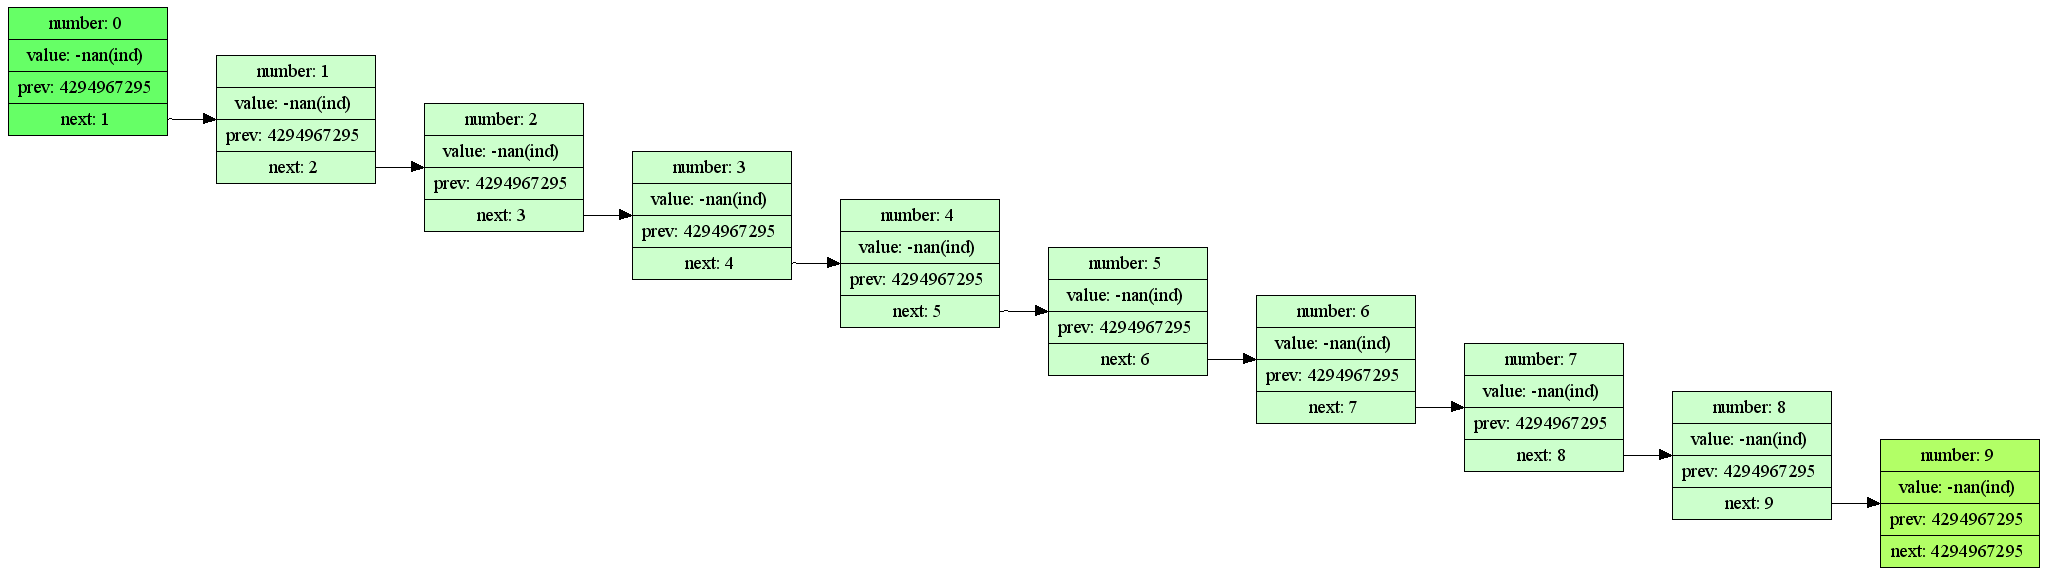 number: 0
value: -nan(ind)
prev: 4294967295
next: 1
number: 1
value: -nan(ind)
prev: 4294967295
next: 2
number: 2
value: -nan(ind)
prev: 4294967295
next: 3
number: 3
value: -nan(ind)
prev: 4294967295
next: 4
number: 4
value: -nan(ind)
prev: 4294967295
next: 5
number: 5
value: -nan(ind)
prev: 4294967295
next: 6
number: 6
value: -nan(ind)
prev: 4294967295
next: 7
number: 7
value: -nan(ind)
prev: 4294967295
next: 8
number: 8
value: -nan(ind)
prev: 4294967295
next: 9
number: 9
value: -nan(ind)
prev: 4294967295
next: 4294967295